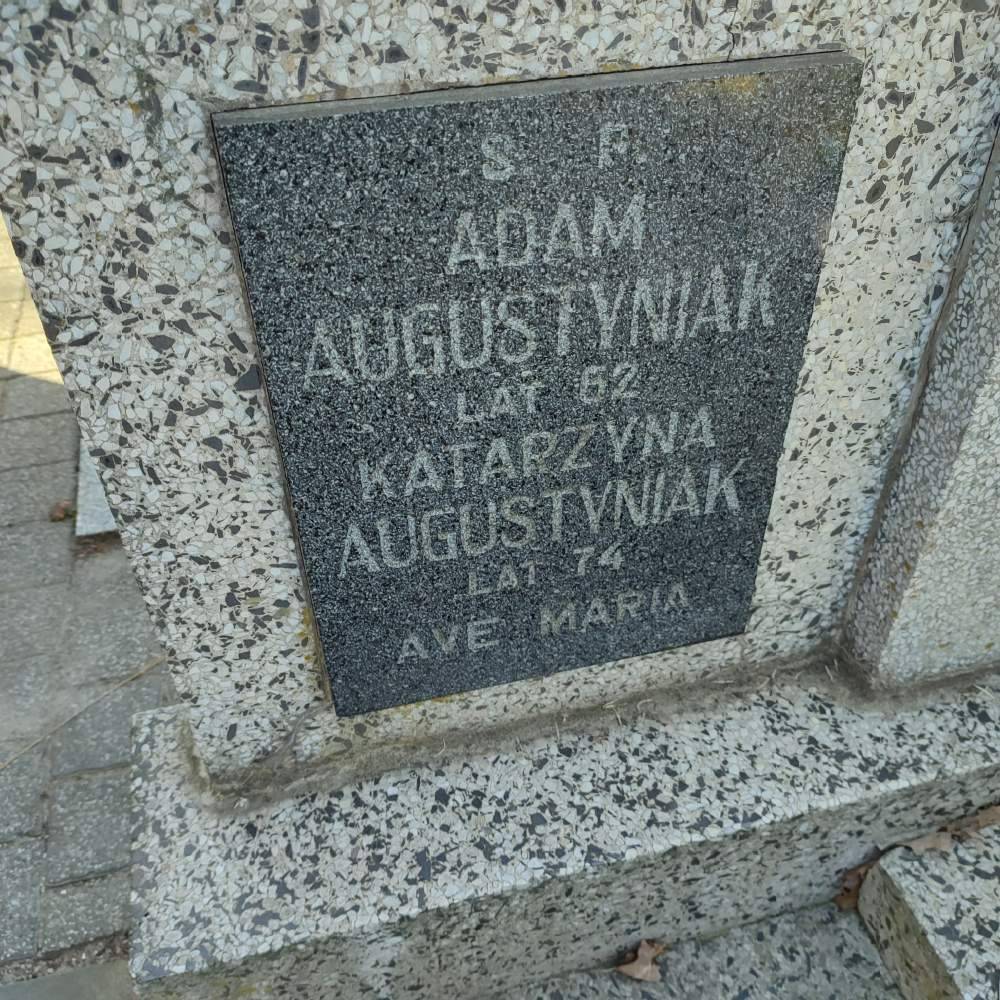 S. P.
ADAM
AUGUSTYNIAK
LAT 62
KATARZYNA
AUGUSTYNIAK
LAT 74
AVE MARIA